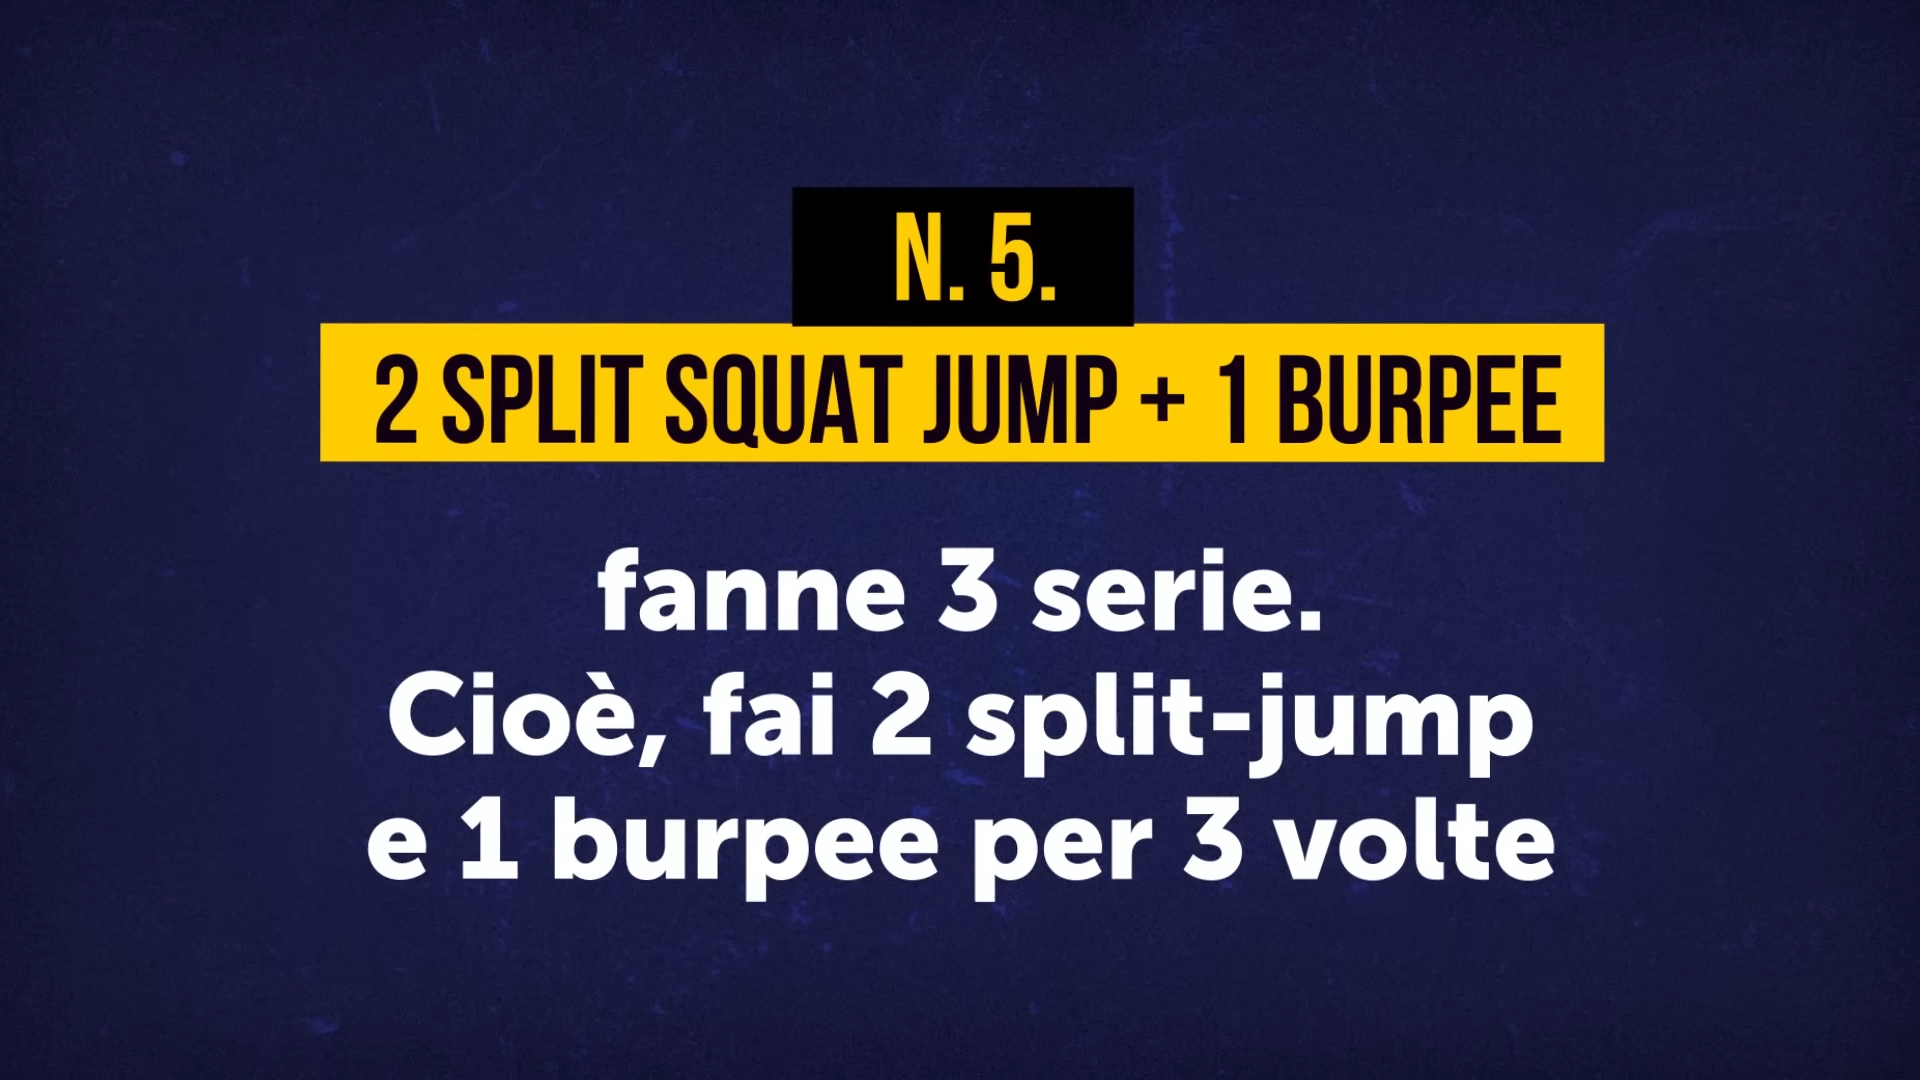 N. 5.
2 SPLIT SQUAT JUMP + 1 BURPEE
fanne 3 serie.
Cioè, fai 2 split-jump
e 1 burpee per 3 volte